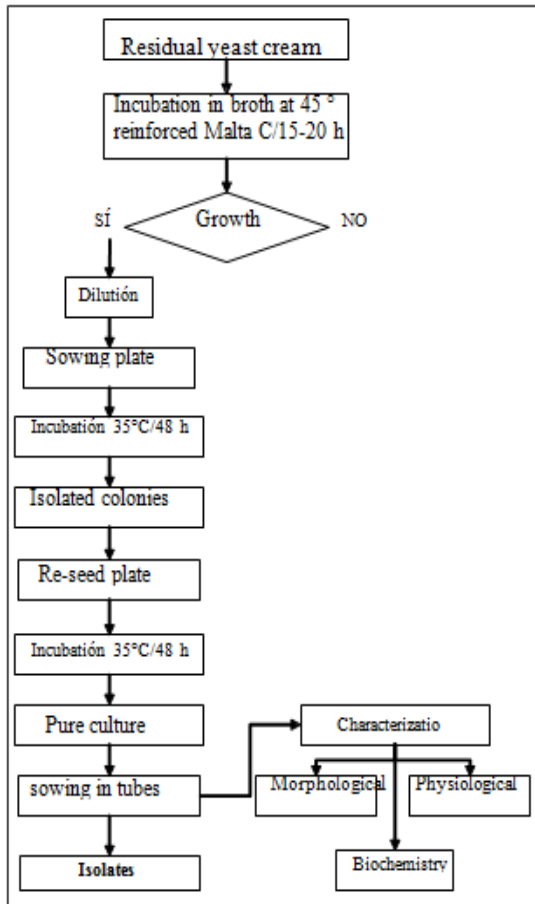 Residual yeast cream
Incubation in broth at 45 °
reinforced Malta C/15-20 h
SÍ
Growth
NO
Dilutión
Sowing plate
Incubatión 35°C/48 h
Isolated colonies
Re-seed plate
Incubatión 35°C/48 h
Pure culture
Characterizatio
sowing in tubes
Morphological
Physiological
Isolates
Biochemistry